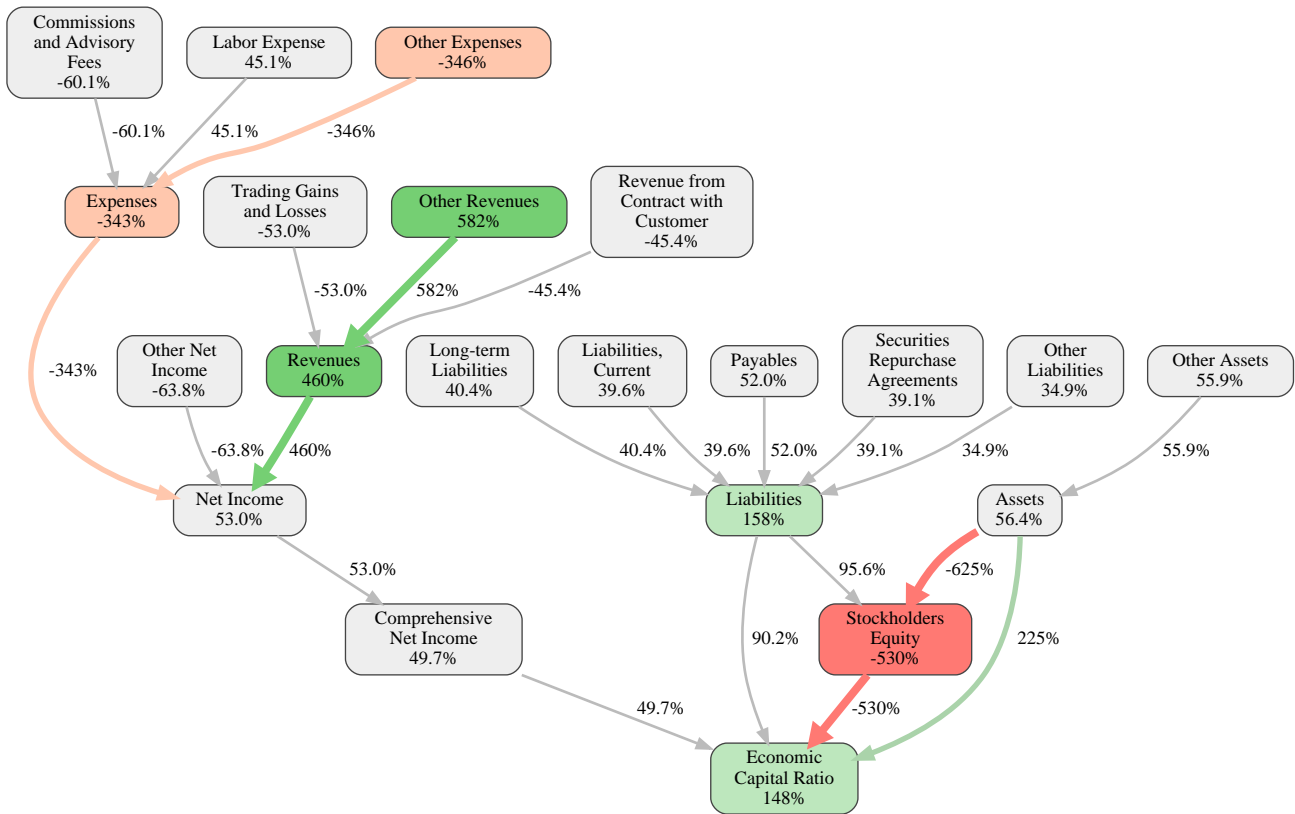 Commissions
and Advisory
Fees
-60.1%
Labor Expense
45.1%
Other Expenses
-346%
-60.1%
45.1%
-346%
Expenses
-343%
Trading Gains
and Losses
-53.0%
Other Revenues
582%
Revenue from
Contract with
Customer
-45.4%
-53.0%
582%
-45.4%
-343%
Other Net
Income
-63.8%
Revenues
460%
Long-term
Liabilities
40.4%
Liabilities,
Current
39.6%
Payables
52.0%
Securities
Repurchase
Agreements
39.1%
Other
Liabilities
34.9%
Other Assets
55.9%
-63.8%
460%
40.4%
39.6%
52.0%
39.1%
34.9%
55.9%
Net Income
53.0%
Liabilities
158%
Assets
56.4%
53.0%
95.6%
-625%
Comprehensive
Net Income
49.7%
90.2%
Stockholders
Equity
-530%
225%
49.7%
-530%
Economic
Capital Ratio
148%